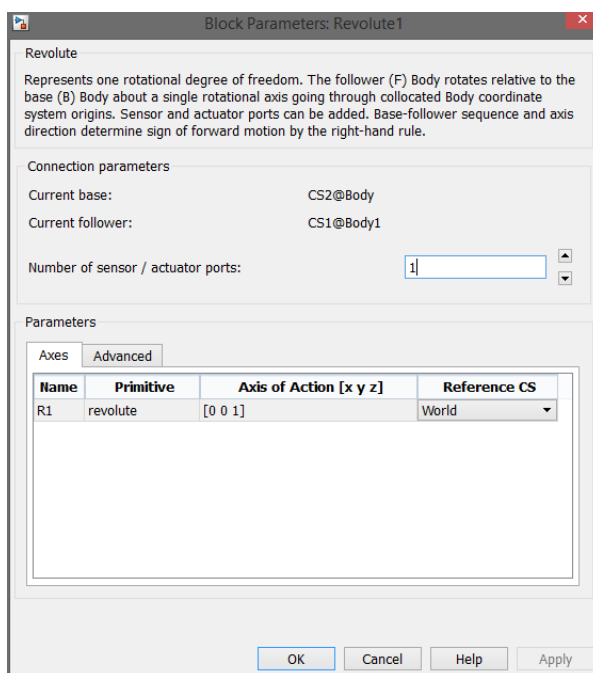 Block Parameters: Revolute1
Revolute
Represents one rotational degree of freedom. The follower (F) Body rotates relative to the
base (B) Body about a single rotational axis going through collocated Body coordinate
system origins. Sensor and actuator ports can be added. Base-follower sequence and axis
direction determine sign of forward motion by the right-hand rule.
Connection parameters
Current base: CS2@Body
Current follower: CS1@Body1
Number of sensor / actuator ports: 1
Parameters
Axes Advanced
Name Primitive Axis of Action [x y z] Reference CS
R1 revolute [0 0 1] World
OK Cancel Help Apply